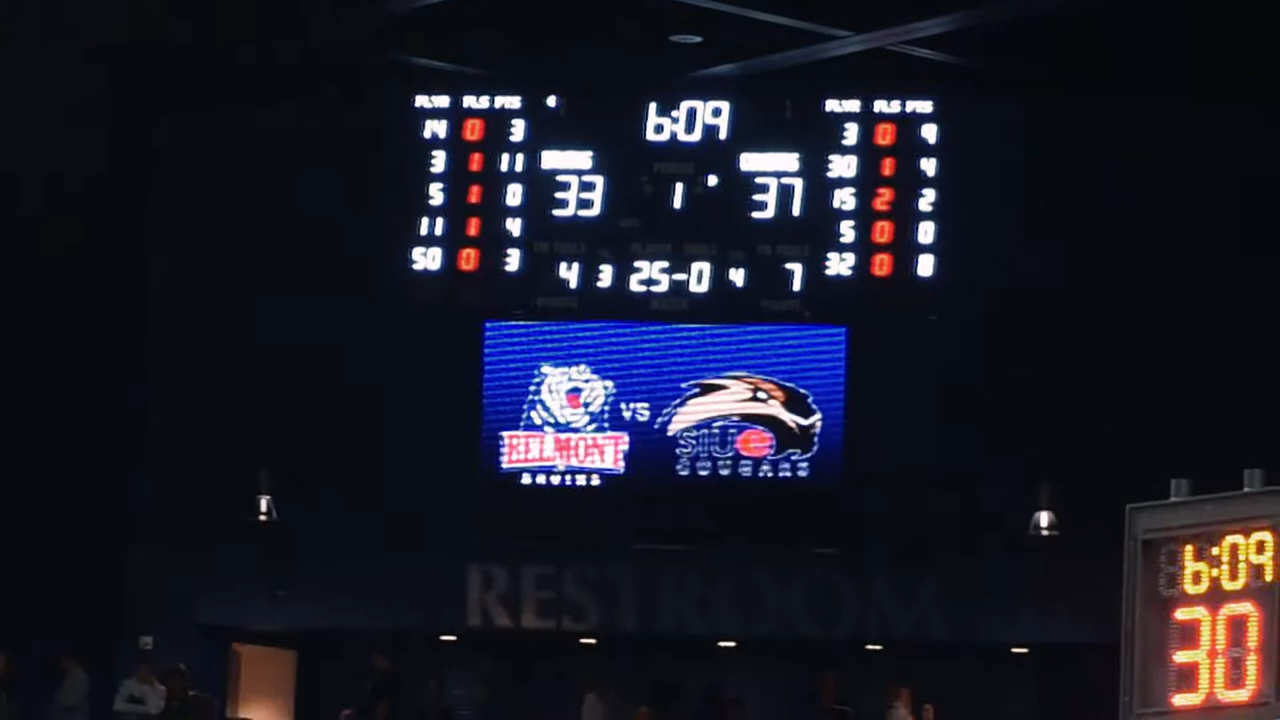 PLYR FLS PTS 6:09 PLYR FLS PTS
14 0 3 3 0 9
3 1 11 30 1 4
5 1 0 33 1 37 15 2 2
11 1 4 5 0 0
50 0 3 4 3 25-0 4 7 32 0 8
VS
BELMONT SIUE
BRUINS COUGARS
RESTROOM
6:09
30